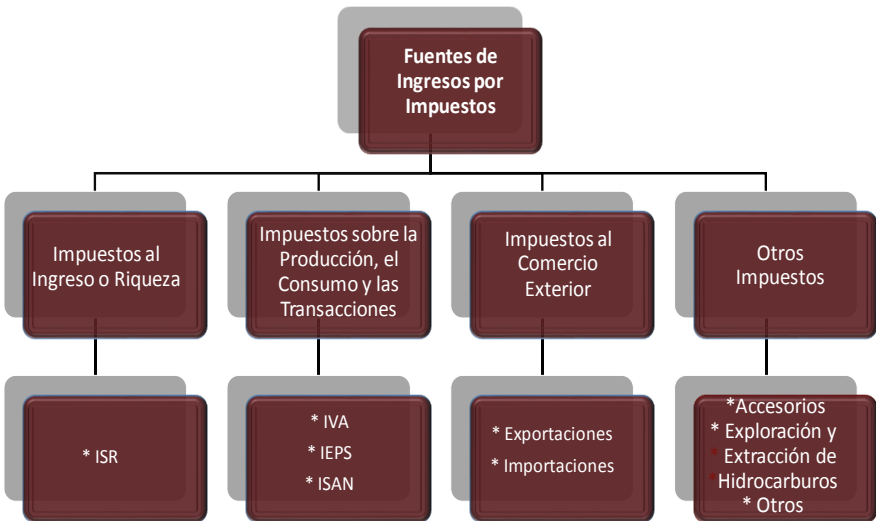 Fuentes de
Ingresos por
Impuestos
Impuestos al
Ingreso o Riqueza
Impuestos sobre la
Producción, el
Consumo y las
Transacciones
Impuestos al
Comercio
Exterior
Otros
Impuestos
* ISR
* IVA
* IEPS
* ISAN
* Exportaciones
* Importaciones
*Accesorios
* Exploración y
* Extracción de
*Hidrocarburos
* Otros